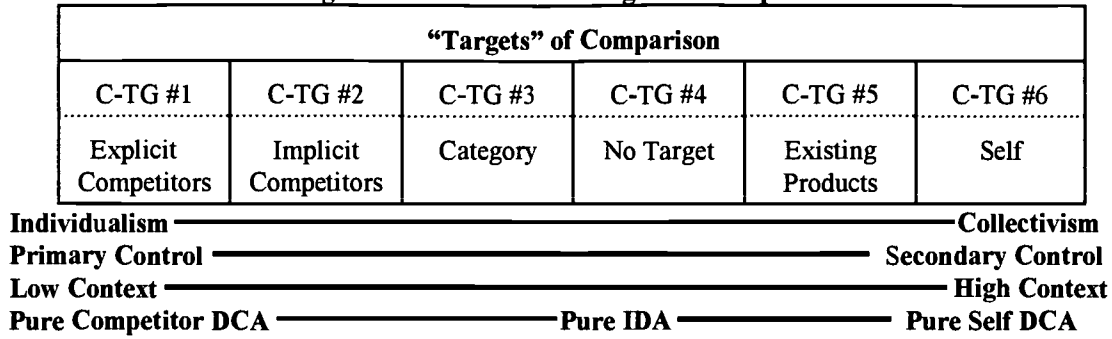 “Targets” of Comparison
C-TG #1 C-TG #2 C-TG #3 C-TG #4 C-TG #5 C-TG #6
Explicit Competitors Implicit Competitors Category No Target Existing Products Self
Individualism Collectivism
Primary Control Secondary Control
Low Context High Context
Pure Competitor DCA Pure IDA Pure Self DCA